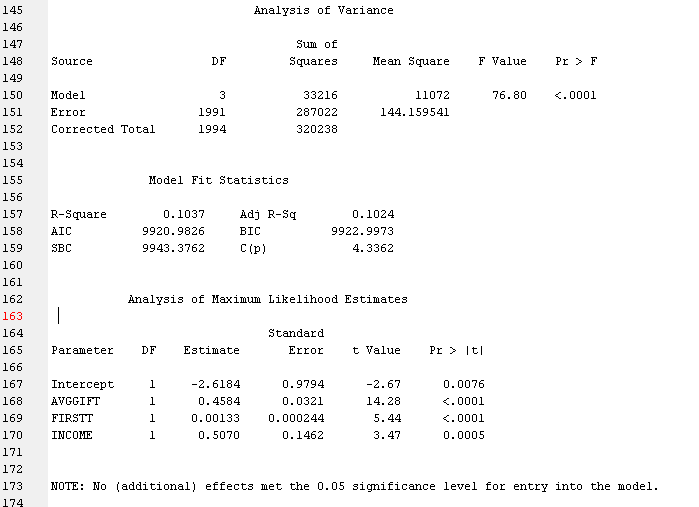 145 Analysis of Variance
146
147 Sum of
148 Source DF Squares Mean Square F Value Pr > F
149
150 Model 3 33216 11072 76.80 <.0001
151 Error 1991 287022 144.159541
152 Corrected Total 1994 320238
153
154
155 Model Fit Statistics
156
157 R-Square 0.1037 Adj R-Sq 0.1024
158 AIC 9920.9826 BIC 9922.9973
159 SBC 9943.3762 C(p) 4.3362
160
161
162 Analysis of Maximum Likelihood Estimates
163
164 Standard
165 Parameter DF Estimate Error t Value Pr > |t|
166
167 Intercept 1 -2.6184 0.9794 -2.67 0.0076
168 AVGGIFT 1 0.4584 0.0321 14.28 <.0001
169 FIRSTT 1 0.00133 0.000244 5.44 <.0001
170 INCOME 1 0.5070 0.1462 3.47 0.0005
171
172
173 NOTE: No (additional) effects met the 0.05 significance level for entry into the model.
174